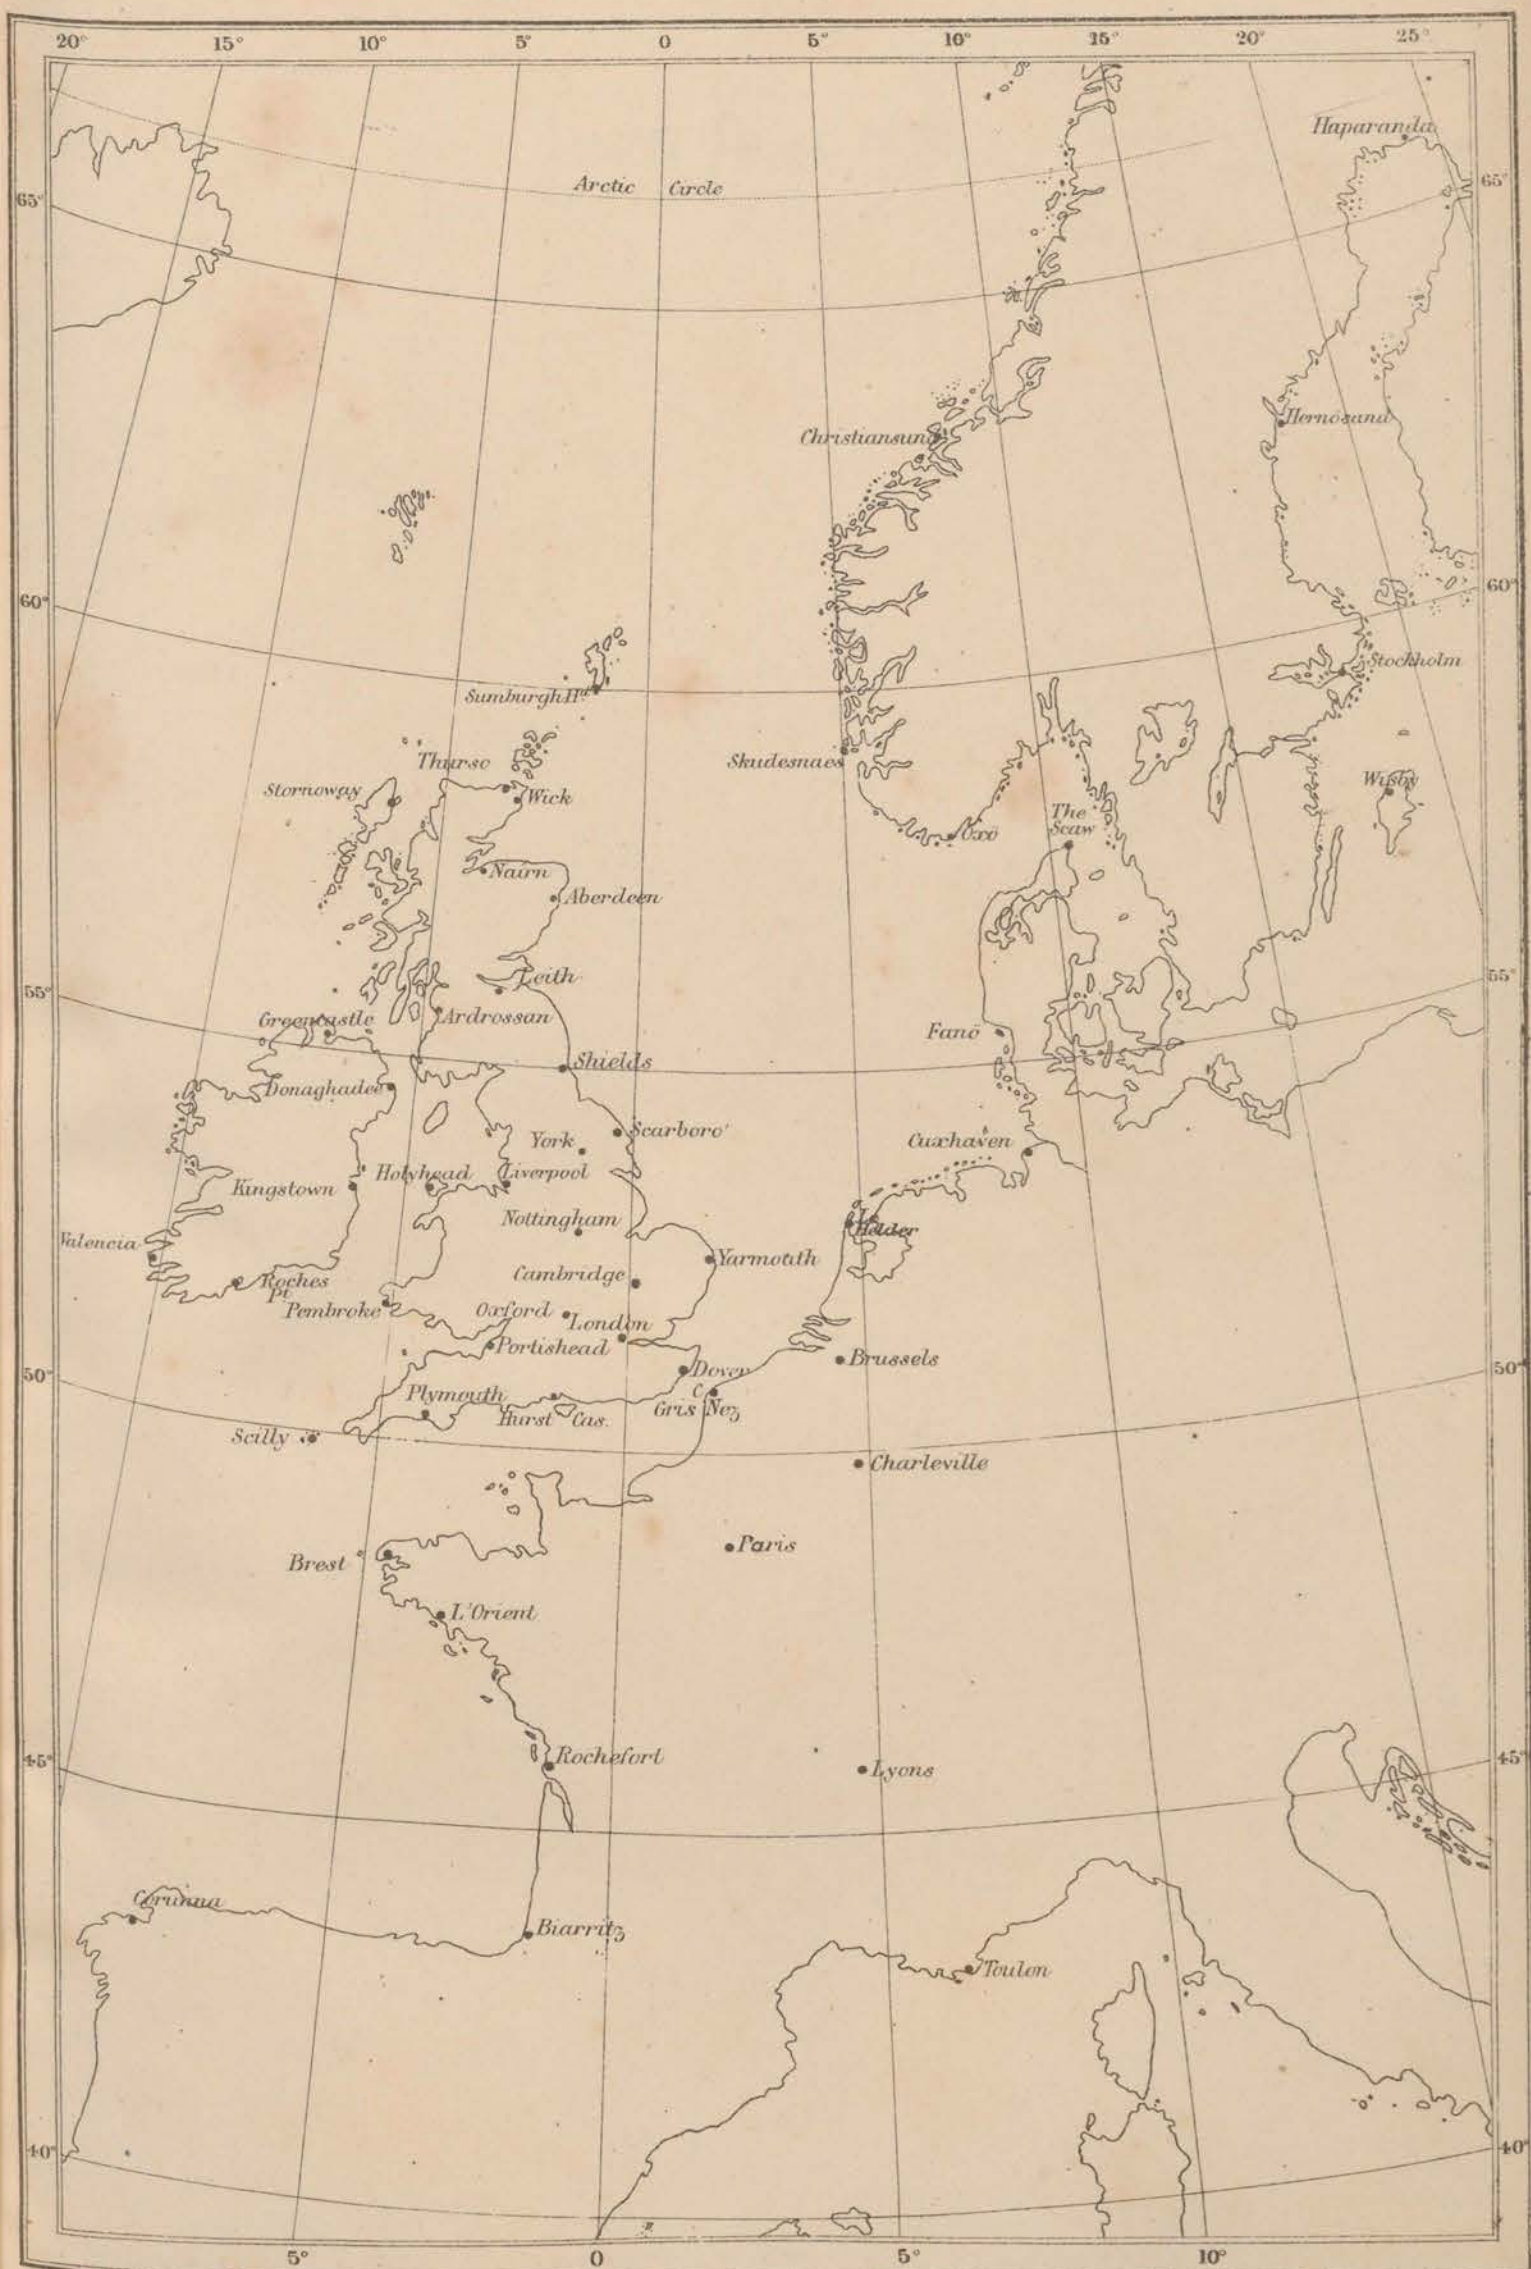 20° 15° 10° 5° 0 5° 10° 15° 20° 25°
Haparanda
65° Arctic Circle 65°
Hernosand
Christiansund
60° 60°
Stockholm
Sumburgh Hd.
Thurso
Skudesnaes
Stornoway
Wick
Wisby
The
Scaw
Oxö
Nairn
Aberdeen
Leith
55° 55°
Greencastle
Ardrossan
Fanö
Shields
Donaghadee
Scarboro'
York
Cuxhaven
Holyhead
Liverpool
Kingstown
Nottingham
Helder
Valencia
Yarmouth
Cambridge
Roches
Pt.
Pembroke
Oxford
London
Portishead
Brussels
Dover
50° 50°
Plymouth
C.
Gris Nez
Hurst Cas.
Scilly
Charleville
Paris
Brest
L'Orient
45° 45°
Rochefort
Lyons
Corunna
Biarritz
Toulon
40° 40°
5° 0 5° 10°